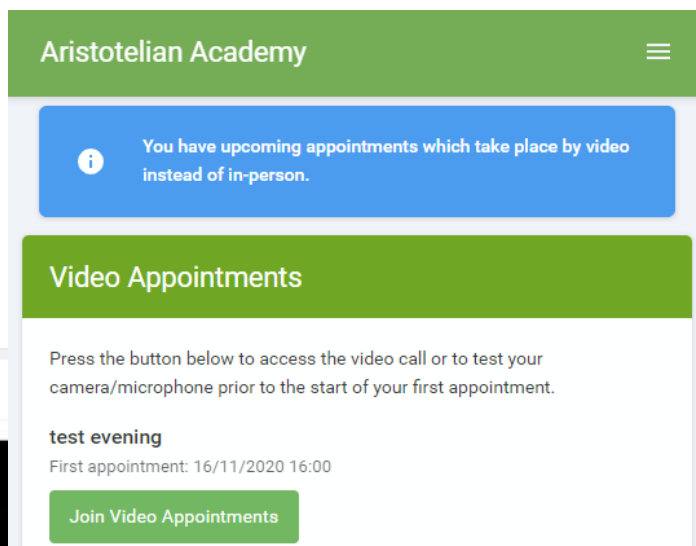 Aristotelian Academy
You have upcoming appointments which take place by video
instead of in-person.
Video Appointments
Press the button below to access the video call or to test your
camera/microphone prior to the start of your first appointment.
test evening
First appointment: 16/11/2020 16:00
Join Video Appointments